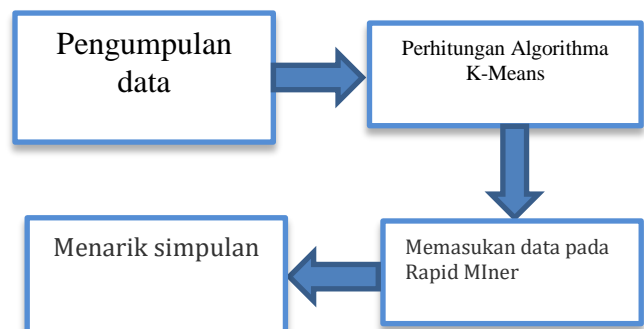 Pengumpulan
data
Perhitungan Algorithma
K-Means
Memasukan data pada
Rapid MIner
Menarik simpulan